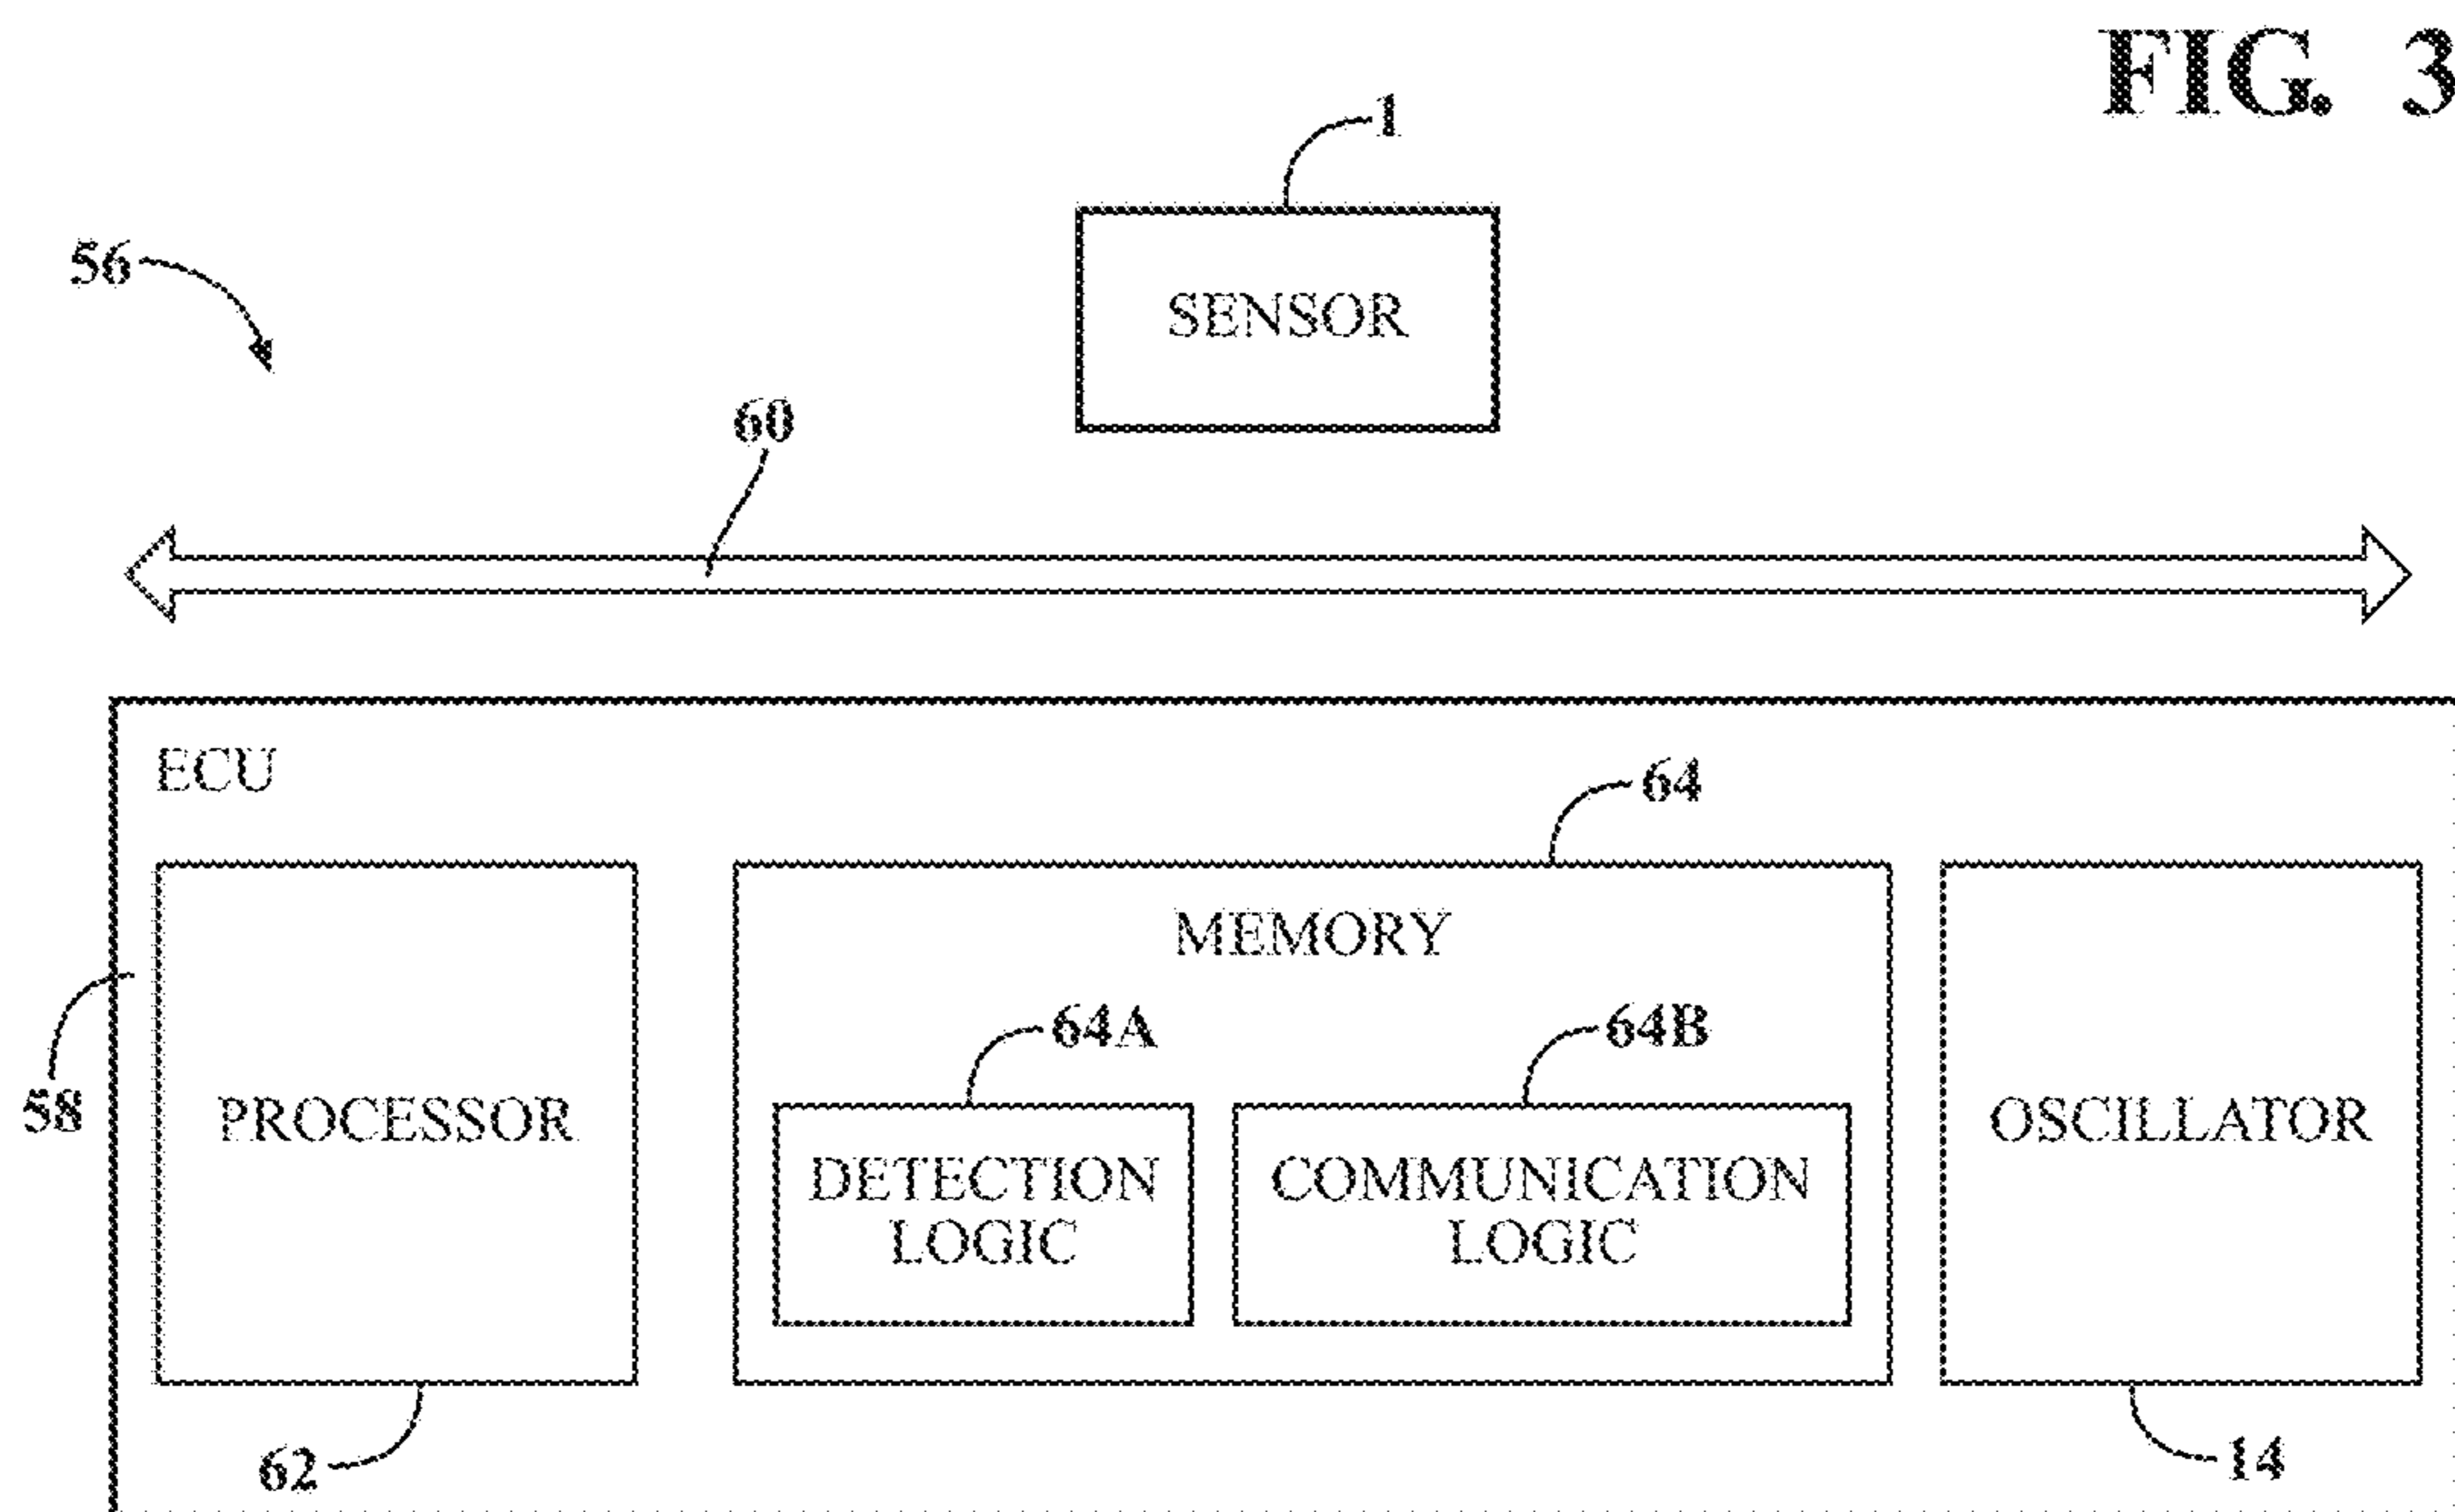 FIG. 3
1
56
SENSOR
60
ECU
64
MEMORY
58
64A
64B
PROCESSOR
DETECTION
LOGIC
COMMUNICATION
LOGIC
OSCILLATOR
62
14